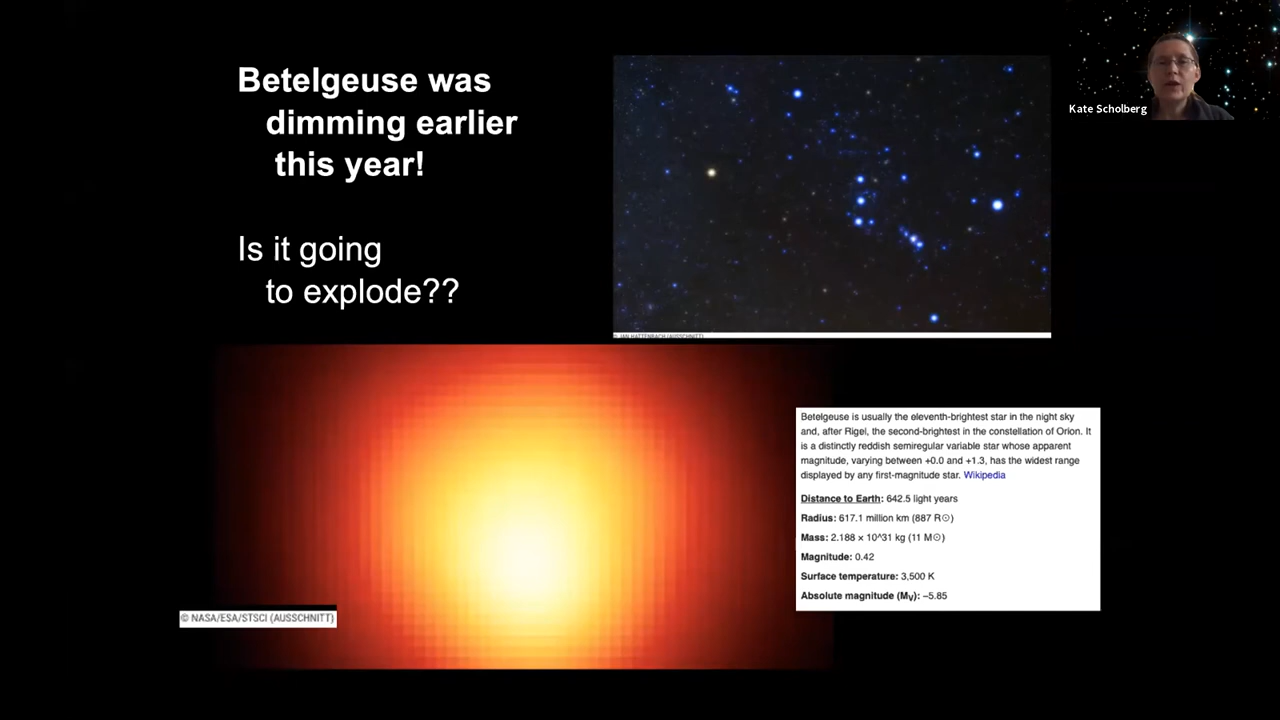 Betelgeuse was
dimming earlier
this year!
Is it going
to explode??
Kate Scholberg
© JAN HATTENBACH (AUSSCHNITT)
Betelgeuse is usually the eleventh-brightest star in the night sky
and, after Rigel, the second-brightest in the constellation of Orion. It
is a distinctly reddish semiregular variable star whose apparent
magnitude, varying between +0.0 and +1.3, has the widest range
displayed by any first-magnitude star. Wikipedia
Distance to Earth: 642.5 light years
Radius: 617.1 million km (887 R☉)
Mass: 2.188 × 10^31 kg (11 M☉)
Magnitude: 0.42
Surface temperature: 3,500 K
Absolute magnitude (MV): −5.85
© NASA/ESA/STSCI (AUSSCHNITT)